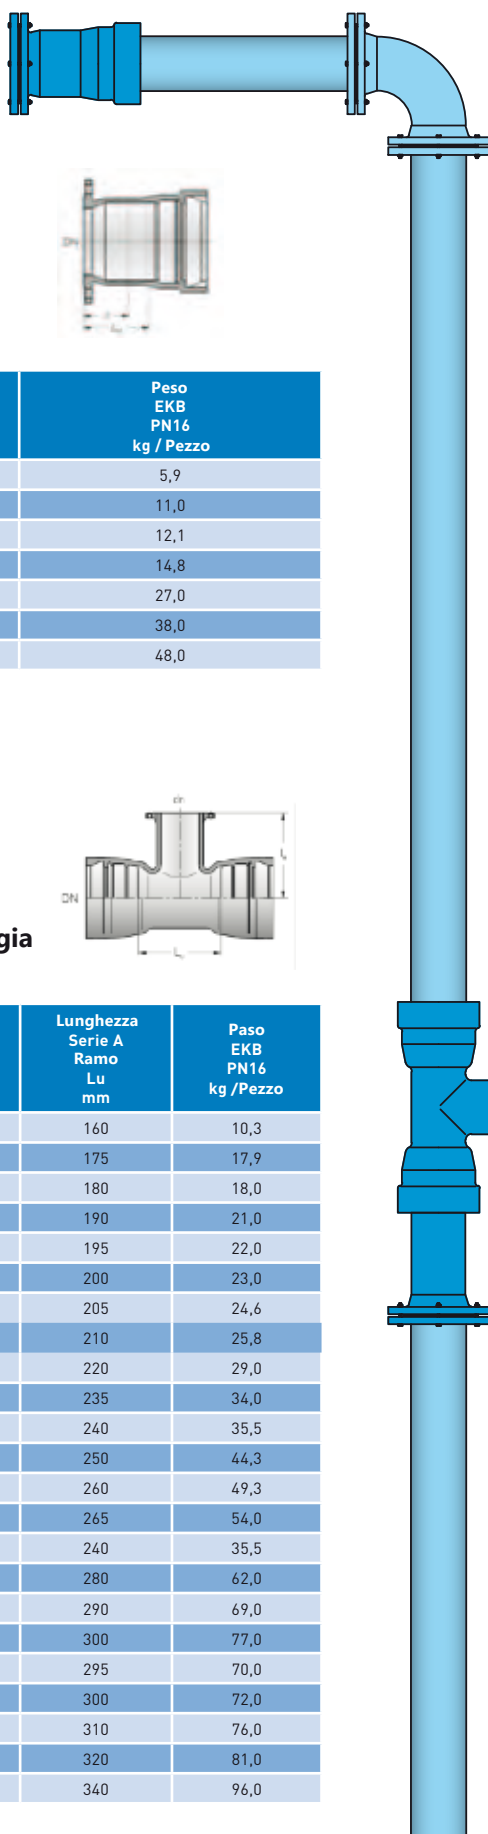 Peso
EKB
PN16
kg / Pezzo
5,9
11,0
12,1
14,8
27,0
38,0
48,0
dn
DN
gia
Lunghezza
Serie A
Ramo
Lu
mm
Paso
EKB
PN16
kg /Pezzo
160 10,3
175 17,9
180 18,0
190 21,0
195 22,0
200 23,0
205 24,6
210 25,8
220 29,0
235 34,0
240 35,5
250 44,3
260 49,3
265 54,0
240 35,5
280 62,0
290 69,0
300 77,0
295 70,0
300 72,0
310 76,0
320 81,0
340 96,0